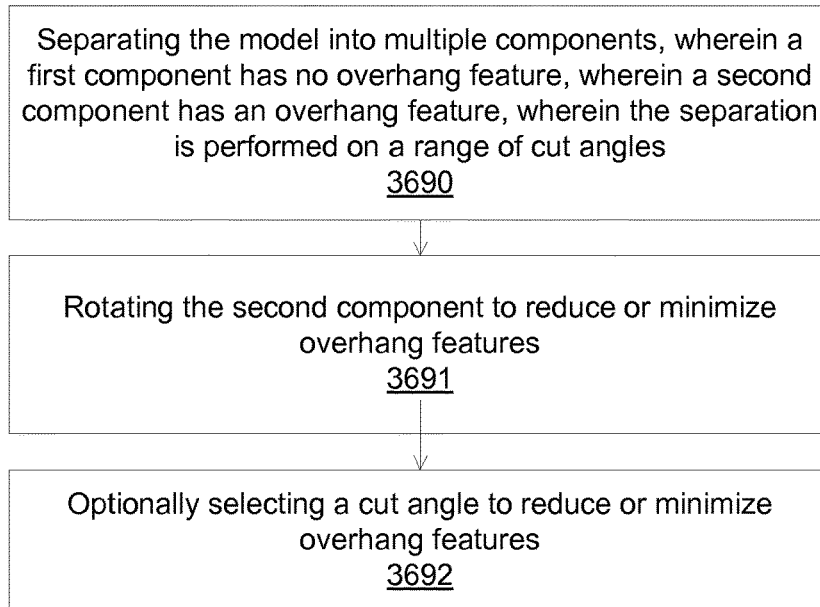 Separating the model into multiple components, wherein a
first component has no overhang feature, wherein a second
component has an overhang feature, wherein the separation
is performed on a range of cut angles
3690
Rotating the second component to reduce or minimize
overhang features
3691
Optionally selecting a cut angle to reduce or minimize
overhang features
3692